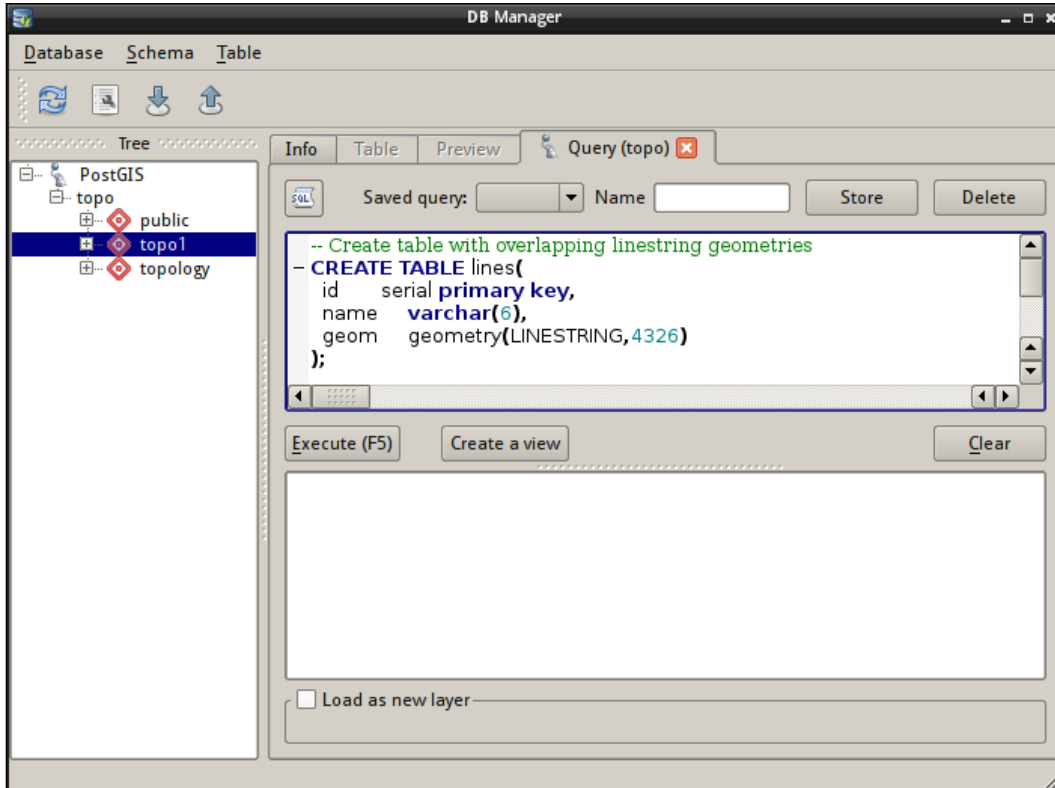 DB Manager
Database Schema Table
Tree
PostGIS
topo
public
topo1
topology
Info Table Preview Query (topo)
SQL Saved query: Name Store Delete
-- Create table with overlapping linestring geometries
CREATE TABLE lines(
id serial primary key,
name varchar(6),
geom geometry(LINESTRING,4326)
);
Execute (F5) Create a view Clear
Load as new layer